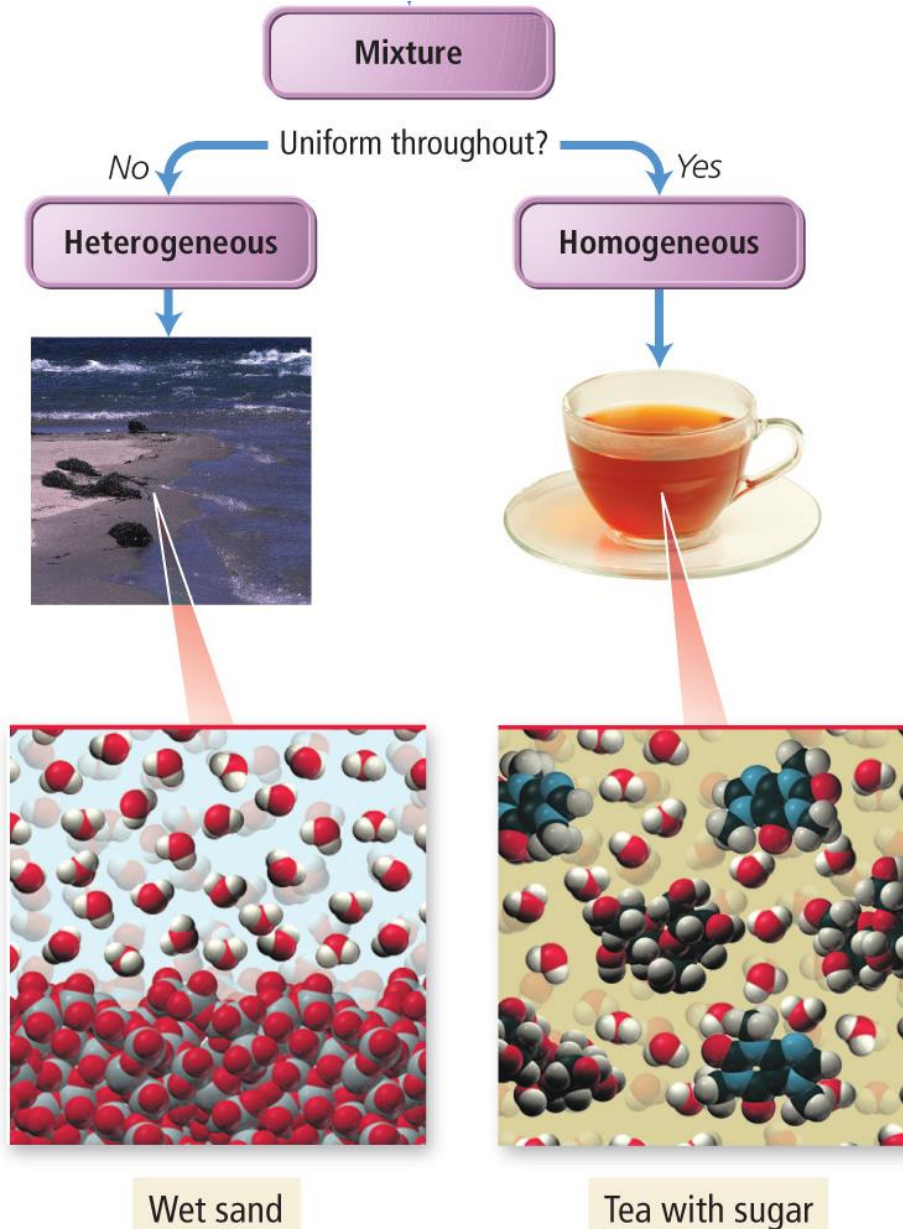 Mixture
Uniform throughout?
No
Yes
Heterogeneous
Homogeneous
Wet sand
Tea with sugar